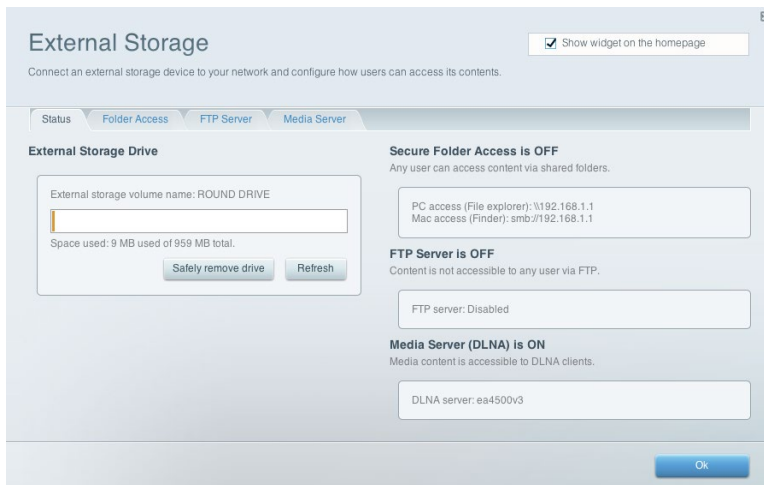 External Storage
Show widget on the homepage
Connect an external storage device to your network and configure how users can access its contents.
Status
Folder Access
FTP Server
Media Server
External Storage Drive
External storage volume name: ROUND DRIVE
Space used: 9 MB used of 959 MB total.
Safely remove drive
Refresh
Secure Folder Access is OFF
Any user can access content via shared folders.
PC access (File explorer): \\192.168.1.1
Mac access (Finder): smb://192.168.1.1
FTP Server is OFF
Content is not accessible to any user via FTP.
FTP server: Disabled
Media Server (DLNA) is ON
Media content is accessible to DLNA clients.
DLNA server: ea4500v3
Ok